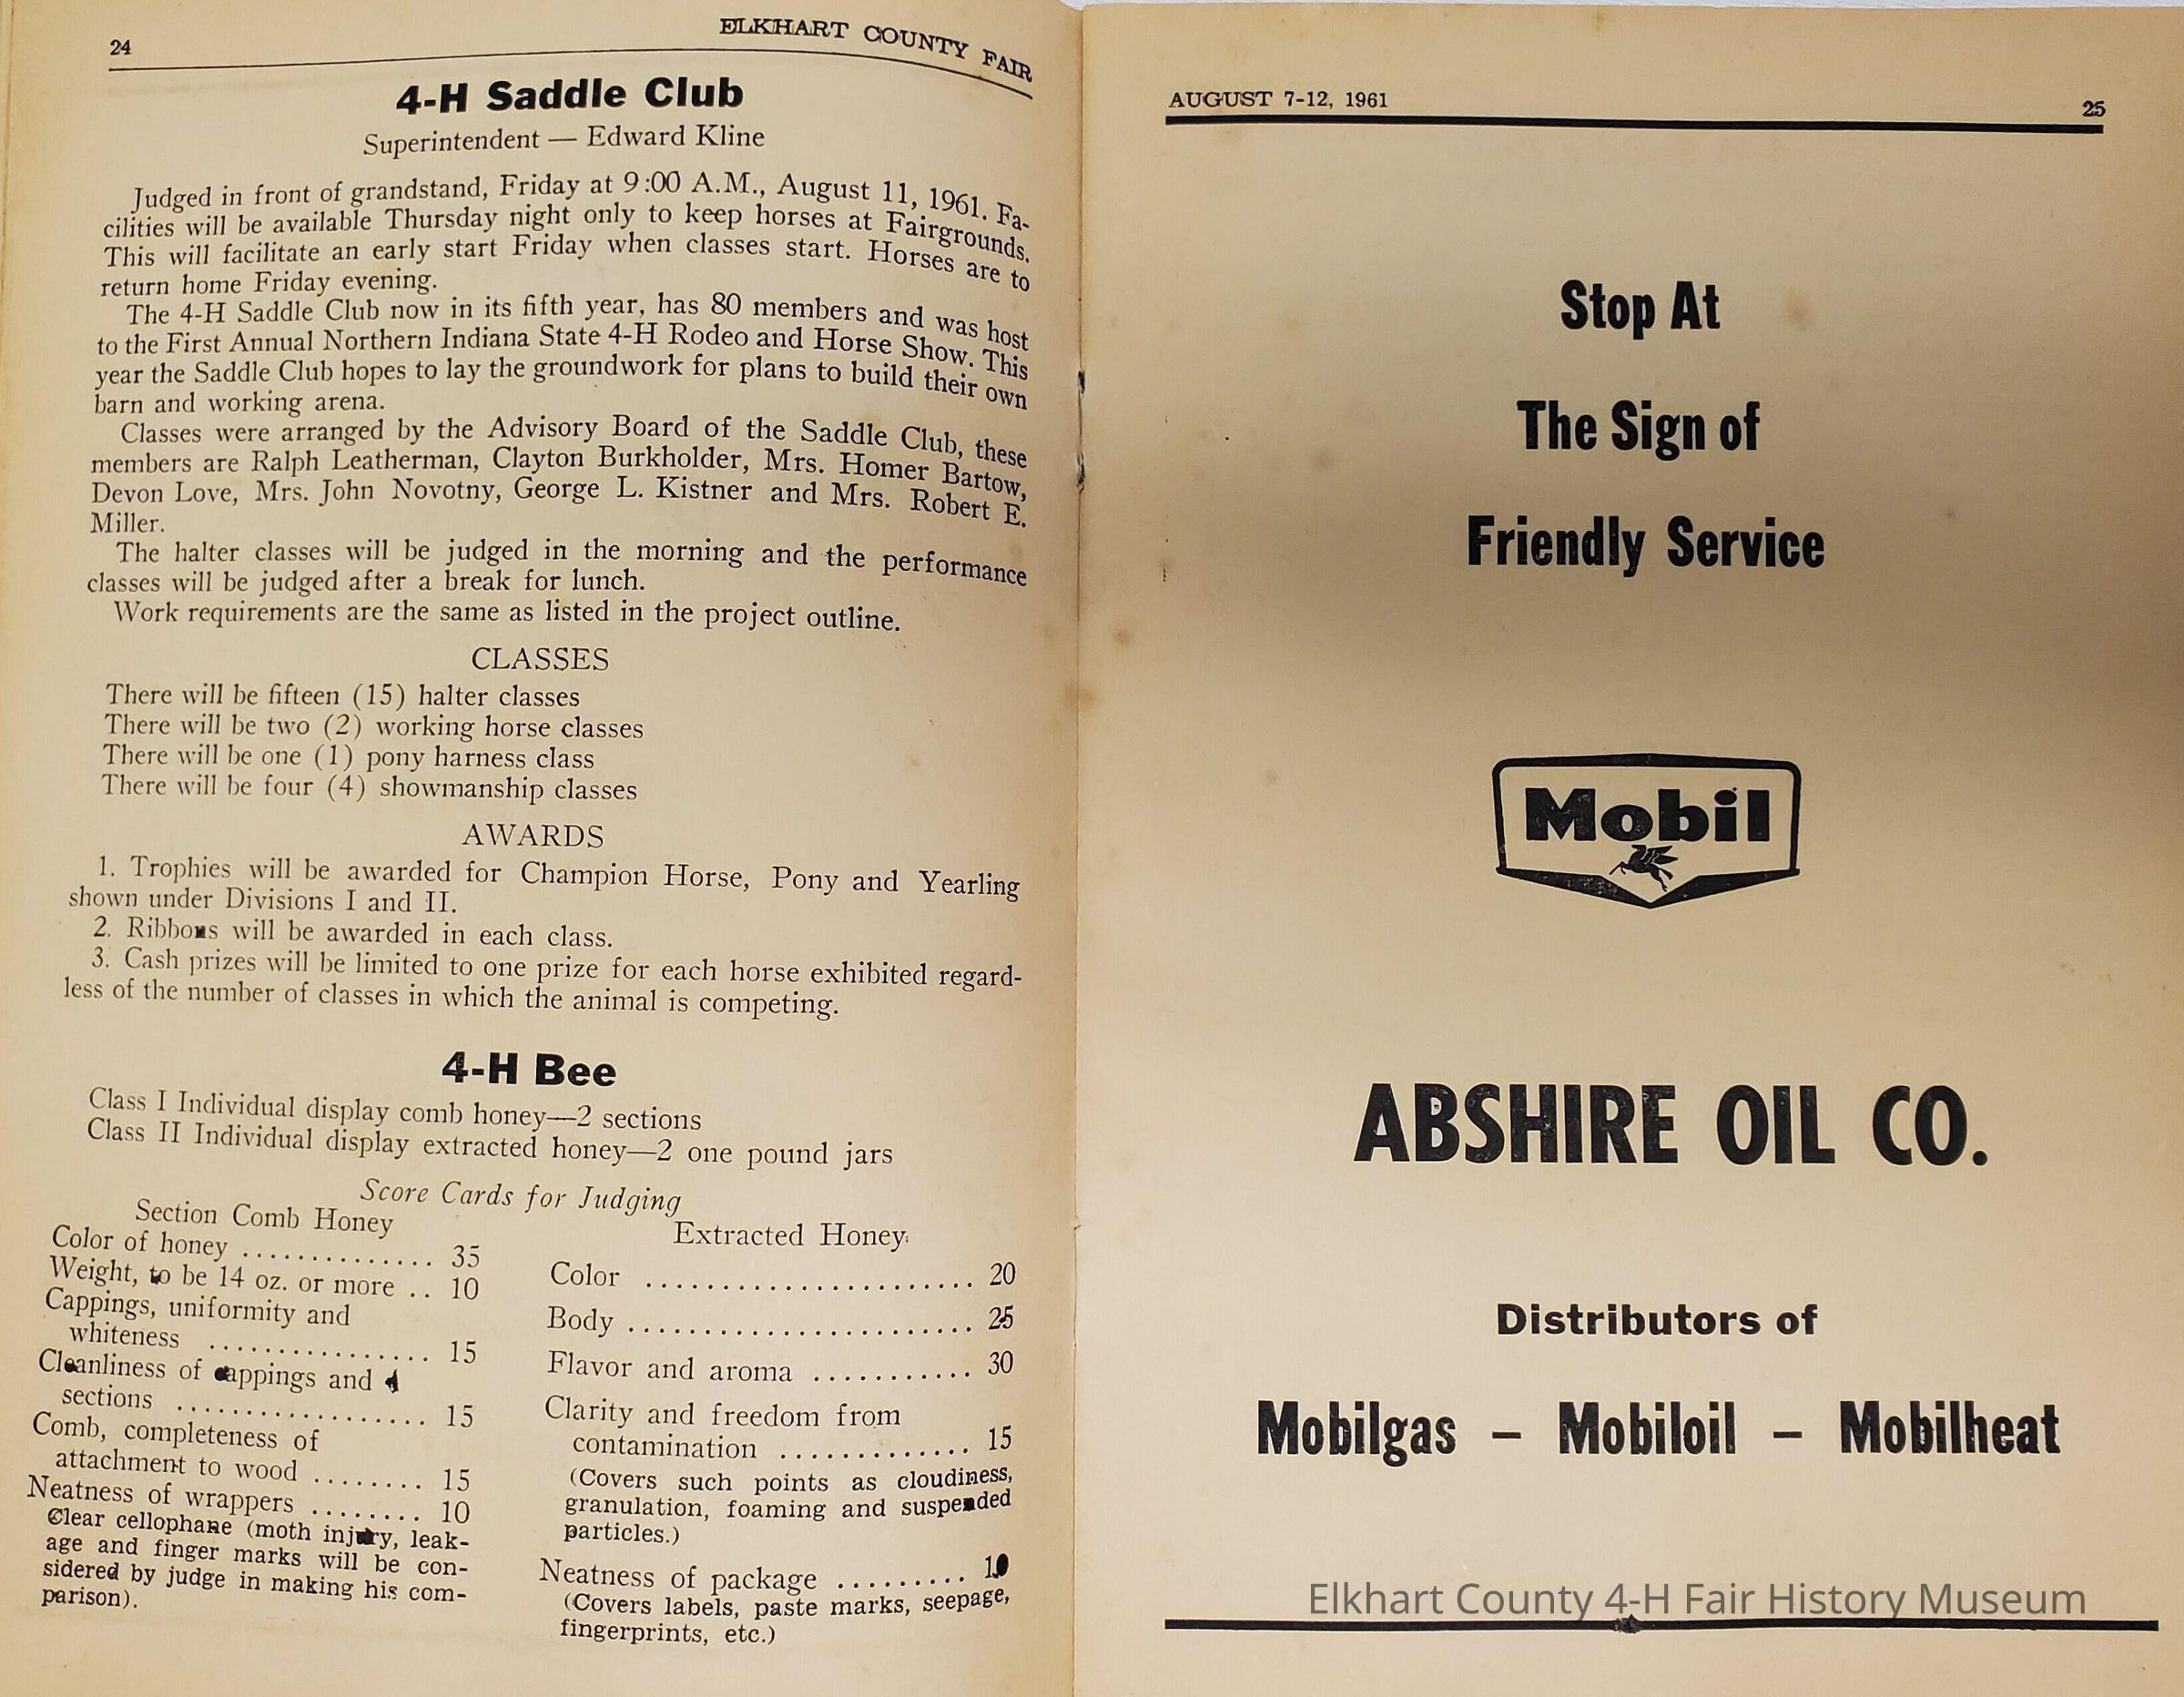 24
ELKHART COUNTY FAIR
4-H Saddle Club
Superintendent — Edward Kline
Judged in front of grandstand, Friday at 9:00 A.M., August 11, 1961. Fa-
cilities will be available Thursday night only to keep horses at Fairgrounds.
This will facilitate an early start Friday when classes start. Horses are to
return home Friday evening.
The 4-H Saddle Club now in its fifth year, has 80 members and was host
to the First Annual Northern Indiana State 4-H Rodeo and Horse Show. This
year the Saddle Club hopes to lay the groundwork for plans to build their own
barn and working arena.
Classes were arranged by the Advisory Board of the Saddle Club, these
members are Ralph Leatherman, Clayton Burkholder, Mrs. Homer Bartow,
Devon Love, Mrs. John Novotny, George L. Kistner and Mrs. Robert E.
Miller.
The halter classes will be judged in the morning and the performance
classes will be judged after a break for lunch.
Work requirements are the same as listed in the project outline.
CLASSES
There will be fifteen (15) halter classes
There will be two (2) working horse classes
There will be one (1) pony harness class
There will be four (4) showmanship classes
AWARDS
1. Trophies will be awarded for Champion Horse, Pony and Yearling
shown under Divisions I and II.
2. Ribbons will be awarded in each class.
3. Cash prizes will be limited to one prize for each horse exhibited regard-
less of the number of classes in which the animal is competing.
4-H Bee
Class I Individual display comb honey—2 sections
Class II Individual display extracted honey—2 one pound jars
Score Cards for Judging
Section Comb Honey
Color of honey .............. 35
Weight, to be 14 oz. or more .. 10
Cappings, uniformity and
whiteness ................ 15
Cleanliness of cappings and
sections .................. 15
Comb, completeness of
attachment to wood ........ 15
Neatness of wrappers ........ 10
Clear cellophane (moth injury, leak-
age and finger marks will be con-
sidered by judge in making his com-
parison).
Extracted Honey
Color ........................ 20
Body ......................... 25
Flavor and aroma ............ 30
Clarity and freedom from
contamination .............. 15
(Covers such points as cloudiness,
granulation, foaming and suspended
particles.)
Neatness of package .......... 10
(Covers labels, paste marks, seepage,
fingerprints, etc.)
AUGUST 7-12, 1961
25
Stop At
The Sign of
Friendly Service
Mobil
ABSHIRE OIL CO.
Distributors of
Mobilgas – Mobiloil – Mobilheat
Elkhart County 4-H Fair History Museum